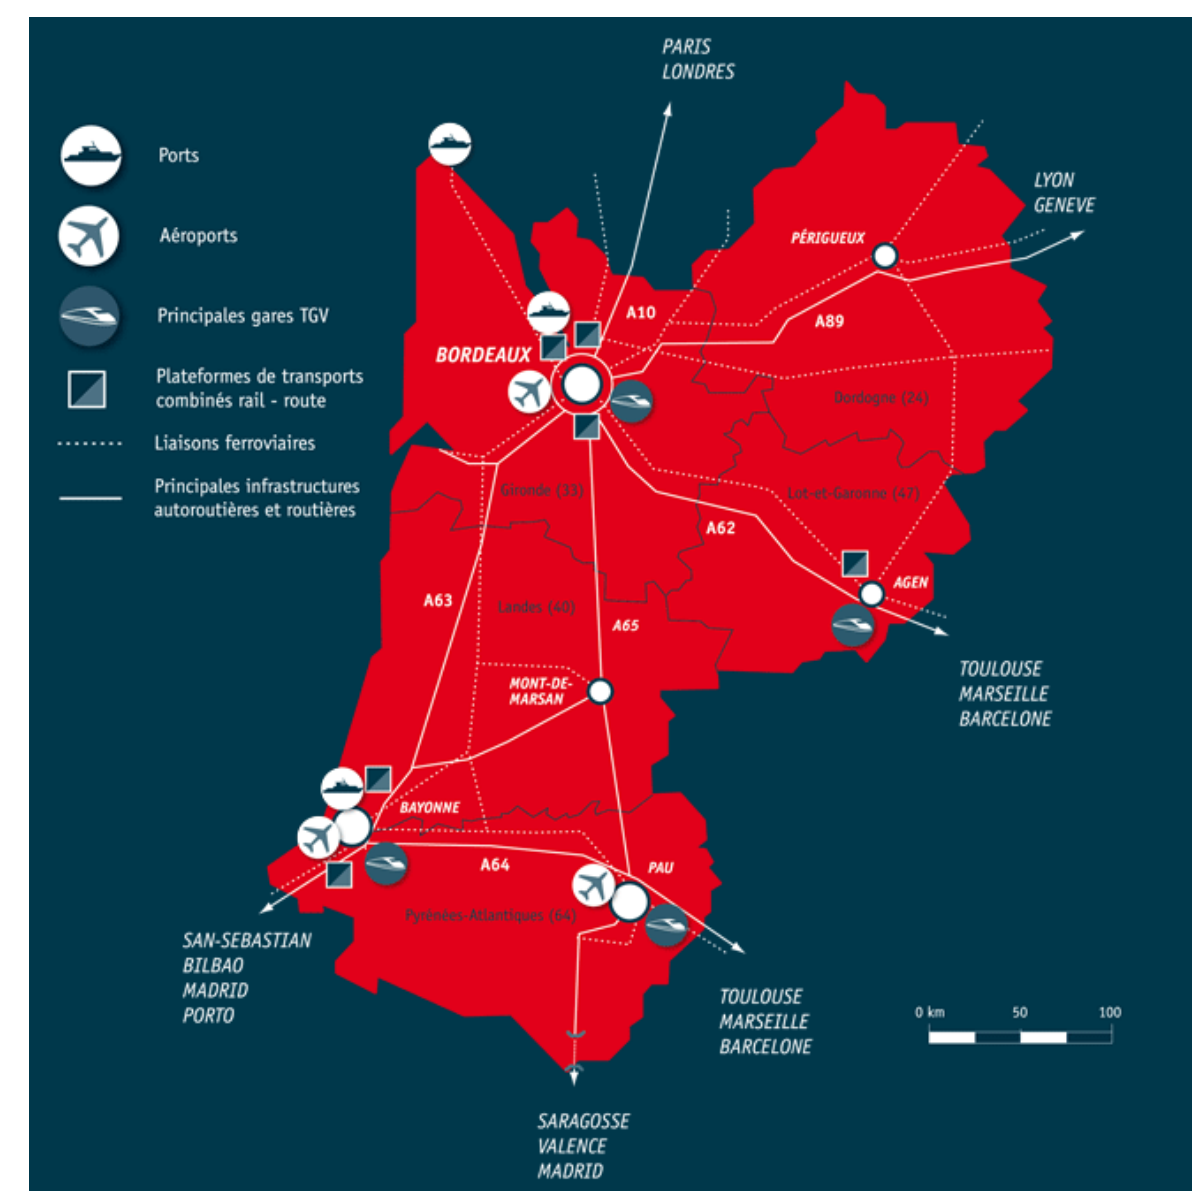 PARIS
LONDRES
Ports
LYON
GENEVE
Aéroports
PÉRIGUEUX
Principales gares TGV
A10
A89
BORDEAUX
Plateformes de transports
combinés rail - route
Dordogne (24)
Liaisons ferroviaires
Principales infrastructures
autoroutières et routières
Gironde (33)
Lot-et-Garonne (47)
A62
AGEN
A63
Landes (40)
A65
TOULOUSE
MARSEILLE
BARCELONE
MONT-DE-
MARSAN
BAYONNE
A64
PAU
Pyrénées-Atlantiques (64)
SAN-SEBASTIAN
BILBAO
MADRID
PORTO
TOULOUSE
MARSEILLE
BARCELONE
0 km 50 100
SARAGOSSE
VALENCE
MADRID